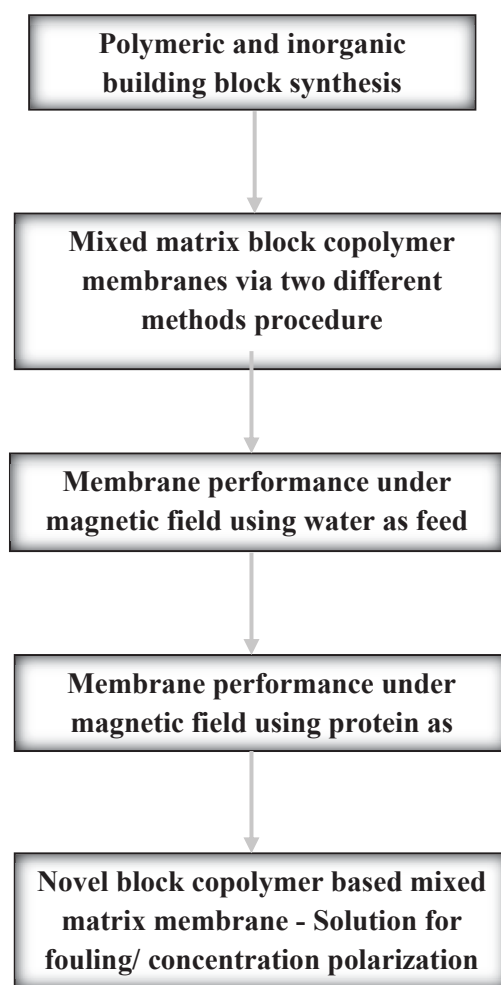 Polymeric and inorganic
building block synthesis
Mixed matrix block copolymer
membranes via two different
methods procedure
Membrane performance under
magnetic field using water as feed
Membrane performance under
magnetic field using protein as
Novel block copolymer based mixed
matrix membrane - Solution for
fouling/ concentration polarization